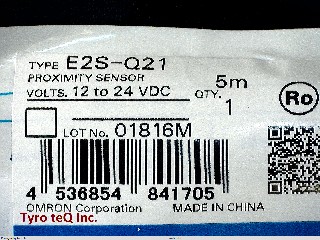 TYPE E2S-Q21
PROXIMITY SENSOR 5m
VOLTS. 12 to 24 VDC QTY. 1
Ro
LOT No. 01816M
4 536854 841705
OMRON Corporation MADE IN CHINA
Tyro teQ Inc.